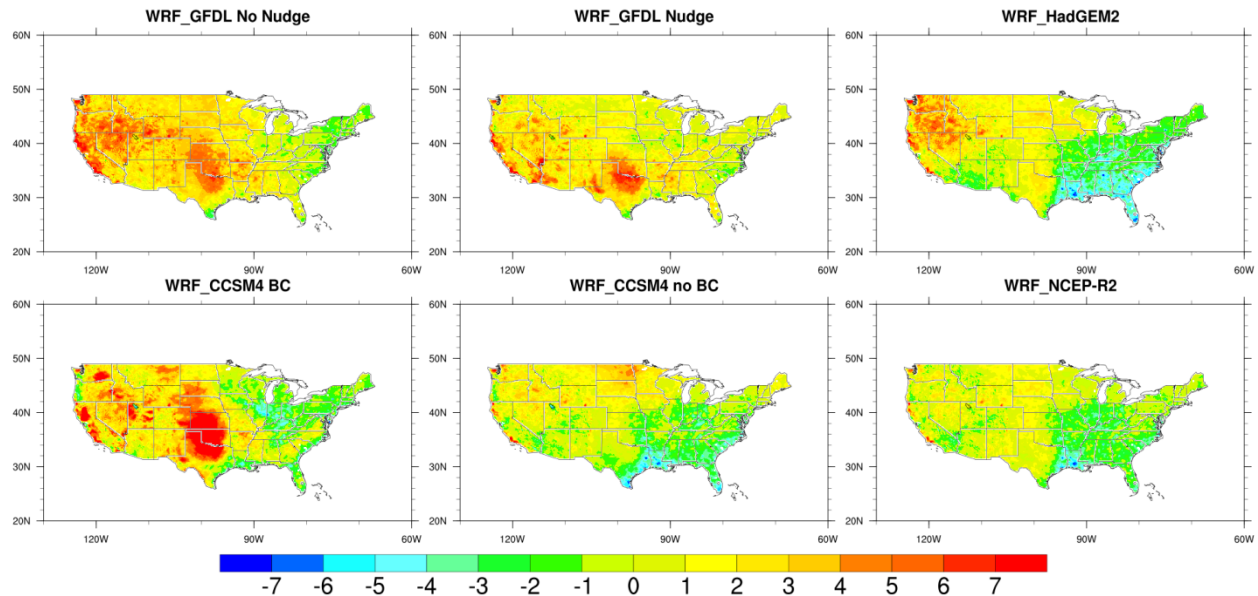 WRF_GFDL No Nudge
WRF_GFDL Nudge
WRF_HadGEM2
60N
50N
40N
30N
20N
120W
90W
60W
60N
50N
40N
30N
20N
120W
90W
60W
60N
50N
40N
30N
20N
120W
90W
60W
WRF_CCSM4 BC
WRF_CCSM4 no BC
WRF_NCEP-R2
60N
50N
40N
30N
20N
120W
90W
60W
60N
50N
40N
30N
20N
120W
90W
60W
60N
50N
40N
30N
20N
120W
90W
60W
-7 -6 -5 -4 -3 -2 -1 0 1 2 3 4 5 6 7